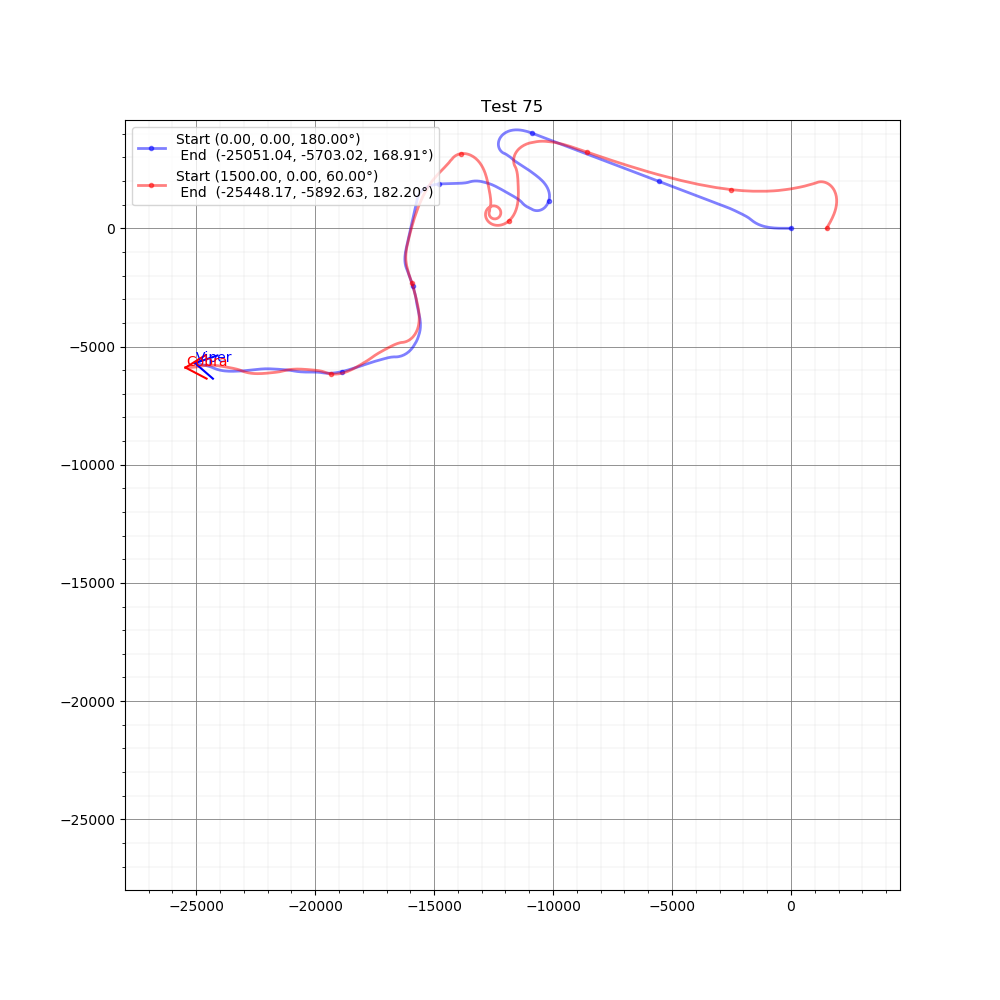 Test 75
Start (0.00, 0.00, 180.00°)
End (-25051.04, -5703.02, 168.91°)
Start (1500.00, 0.00, 60.00°)
End (-25448.17, -5892.63, 182.20°)
0
−5000
−10000
−15000
−20000
−25000
Viper
Cobra
−25000 −20000 −15000 −10000 −5000 0